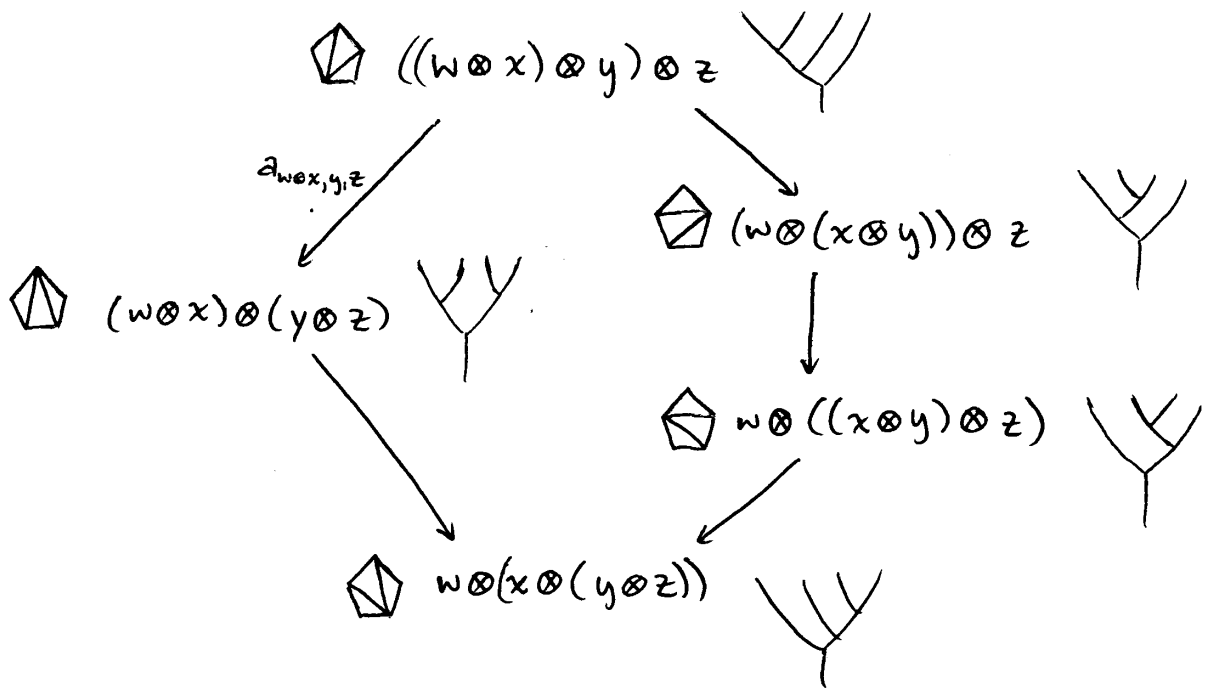 ((w⊗x)⊗y)⊗z
a_{w⊗x,y,z}
(w⊗(x⊗y))⊗z
(w⊗x)⊗(y⊗z)
w⊗((x⊗y)⊗z)
w⊗(x⊗(y⊗z))